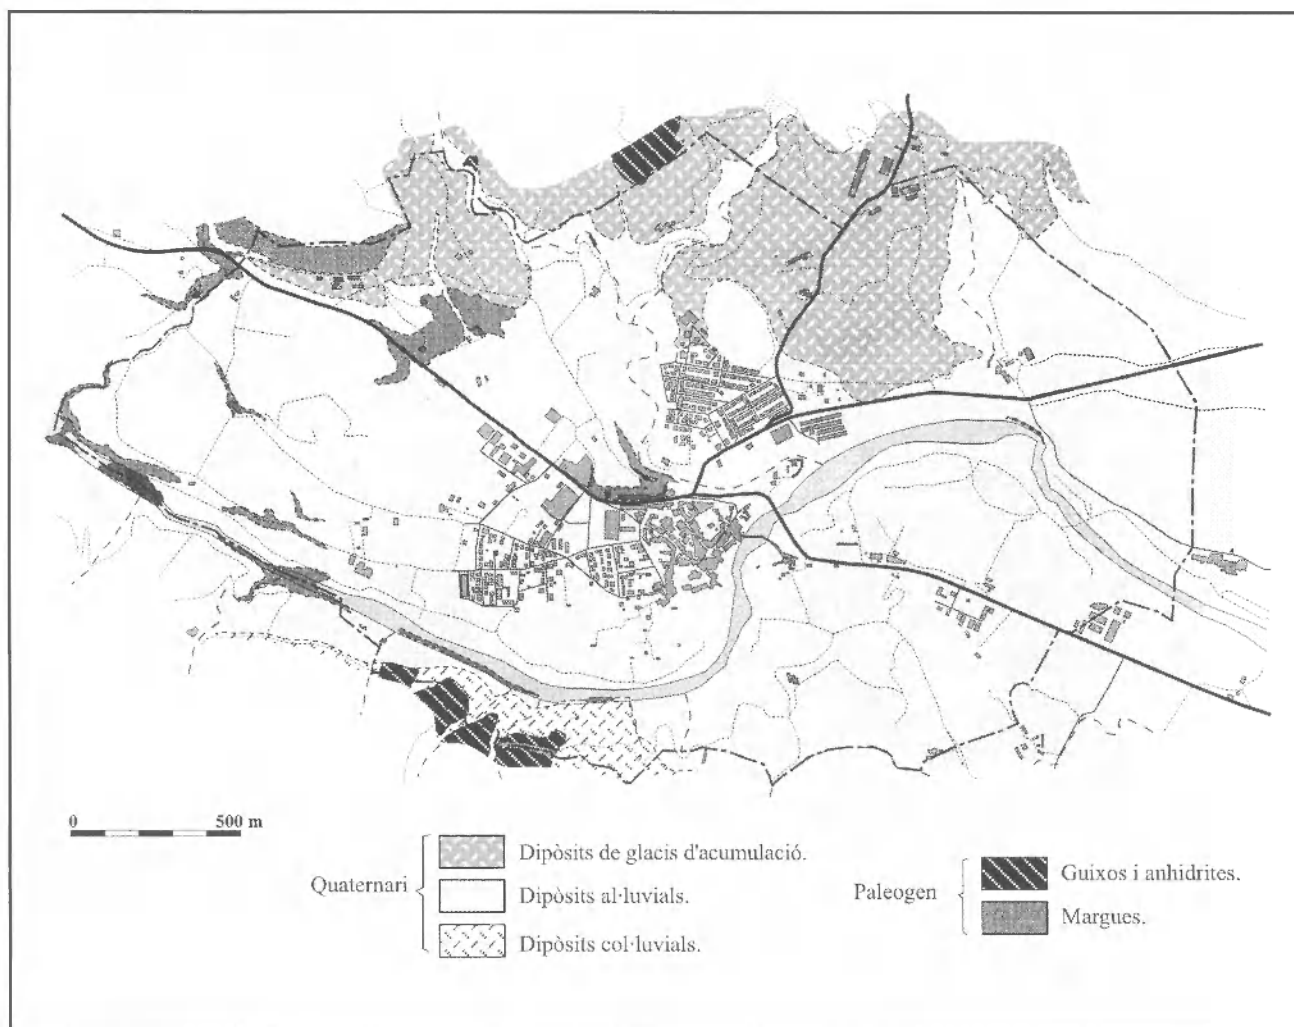 0 500 m
Quaternari
Dipòsits de glacis d'acumulació.
Dipòsits al·luvials.
Dipòsits col·luvials.
Paleogen
Guixos i anhidrites.
Margues.